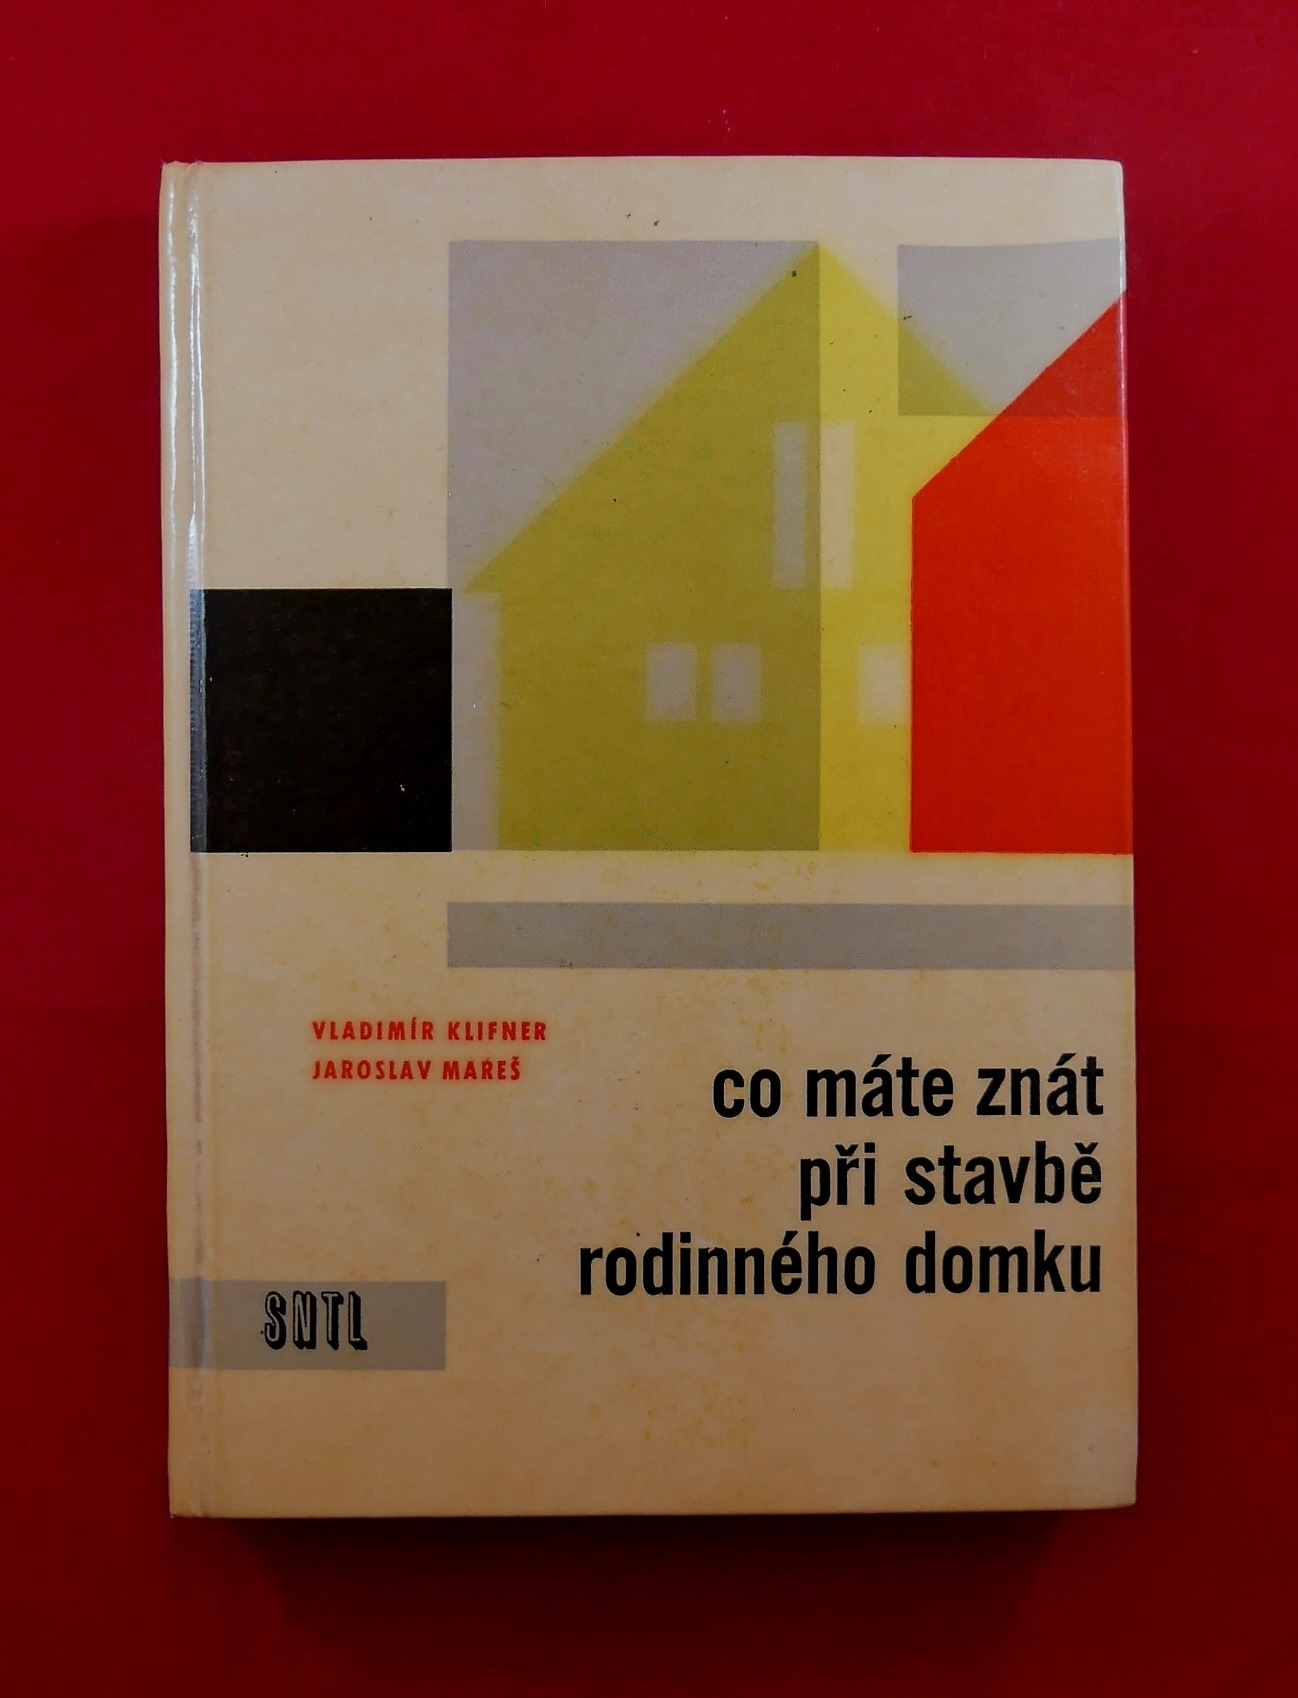 VLADIMÍR KLIFNER
JAROSLAV MAREŠ
co máte znát
při stavbě
rodinného domku
SNTL